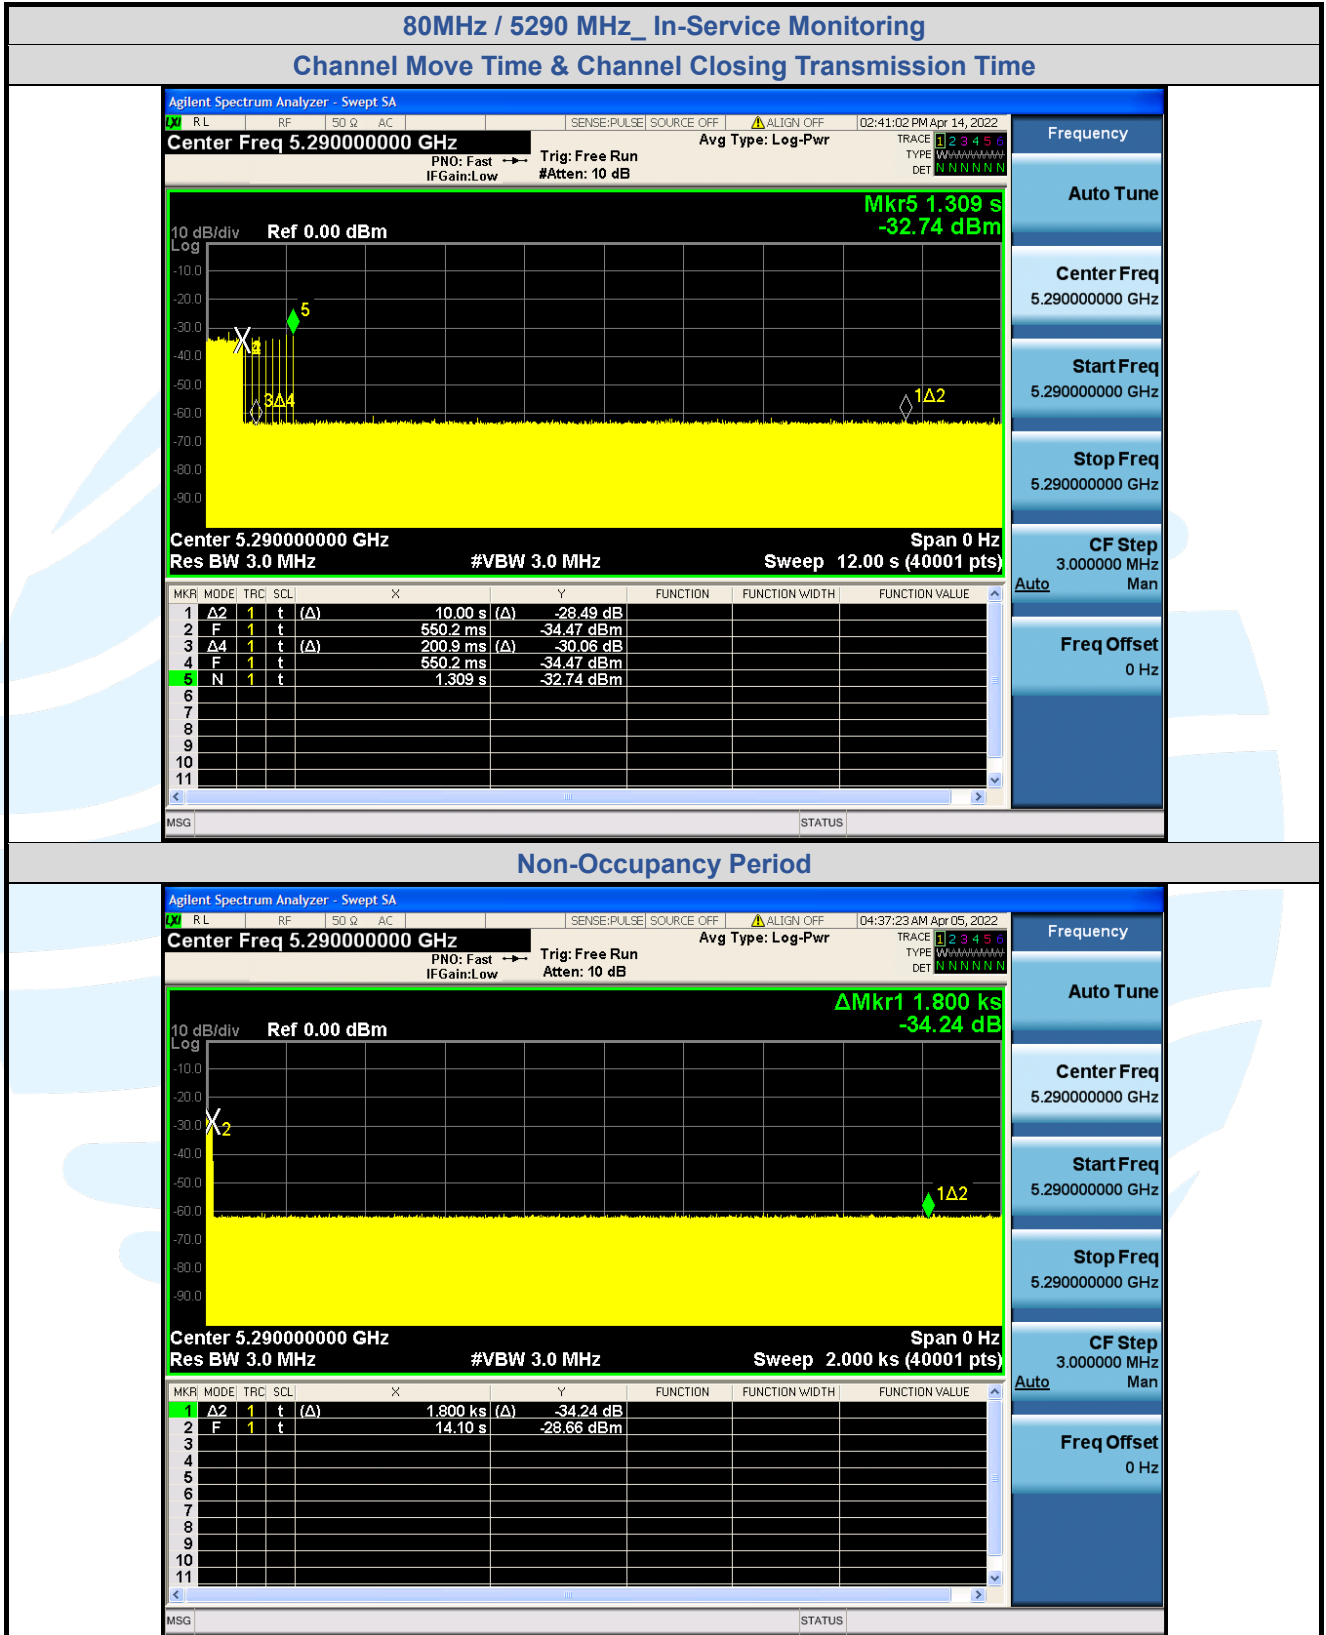 80MHz / 5290 MHz_ In-Service Monitoring
Channel Move Time & Channel Closing Transmission Time
Agilent Spectrum Analyzer - Swept SA
LXI RL RF 50 Ω AC SENSE:PULSE SOURCE OFF ALIGN OFF 02:41:02 PM Apr 14, 2022
Center Freq 5.290000000 GHz
PNO: Fast
IFGain:Low
Trig: Free Run
#Atten: 10 dB
Avg Type: Log-Pwr
TRACE 1 2 3 4 5 6
TYPE
DET N N N N N N
Mkr5 1.309 s
-32.74 dBm
10 dB/div Ref 0.00 dBm
Log
-10.0
-20.0
-30.0
-40.0
-50.0
-60.0
-70.0
-80.0
-90.0
5
3Δ4
1Δ2
Center 5.290000000 GHz Span 0 Hz
Res BW 3.0 MHz #VBW 3.0 MHz Sweep 12.00 s (40001 pts)
MKR MODE TRC SCL X Y FUNCTION FUNCTION WIDTH FUNCTION VALUE
1 Δ2 1 t (Δ) 10.00 s (Δ) -28.49 dB
2 F 1 t 550.2 ms -34.47 dBm
3 Δ4 1 t (Δ) 200.9 ms (Δ) -30.06 dB
4 F 1 t 550.2 ms -34.47 dBm
5 N 1 t 1.309 s -32.74 dBm
6
7
8
9
10
11
MSG STATUS
Frequency
Auto Tune
Center Freq
5.290000000 GHz
Start Freq
5.290000000 GHz
Stop Freq
5.290000000 GHz
CF Step
3.000000 MHz
Auto Man
Freq Offset
0 Hz
Non-Occupancy Period
Agilent Spectrum Analyzer - Swept SA
LXI RL RF 50 Ω AC SENSE:PULSE SOURCE OFF ALIGN OFF 04:37:23 AM Apr 05, 2022
Center Freq 5.290000000 GHz
PNO: Fast
IFGain:Low
Trig: Free Run
Atten: 10 dB
Avg Type: Log-Pwr
TRACE 1 2 3 4 5 6
TYPE
DET N N N N N N
ΔMkr1 1.800 ks
-34.24 dB
10 dB/div Ref 0.00 dBm
Log
-10.0
-20.0
-30.0
-40.0
-50.0
-60.0
-70.0
-80.0
-90.0
2
1Δ2
Center 5.290000000 GHz Span 0 Hz
Res BW 3.0 MHz #VBW 3.0 MHz Sweep 2.000 ks (40001 pts)
MKR MODE TRC SCL X Y FUNCTION FUNCTION WIDTH FUNCTION VALUE
1 Δ2 1 t (Δ) 1.800 ks (Δ) -34.24 dB
2 F 1 t 14.10 s -28.66 dBm
3
4
5
6
7
8
9
10
11
MSG STATUS
Frequency
Auto Tune
Center Freq
5.290000000 GHz
Start Freq
5.290000000 GHz
Stop Freq
5.290000000 GHz
CF Step
3.000000 MHz
Auto Man
Freq Offset
0 Hz